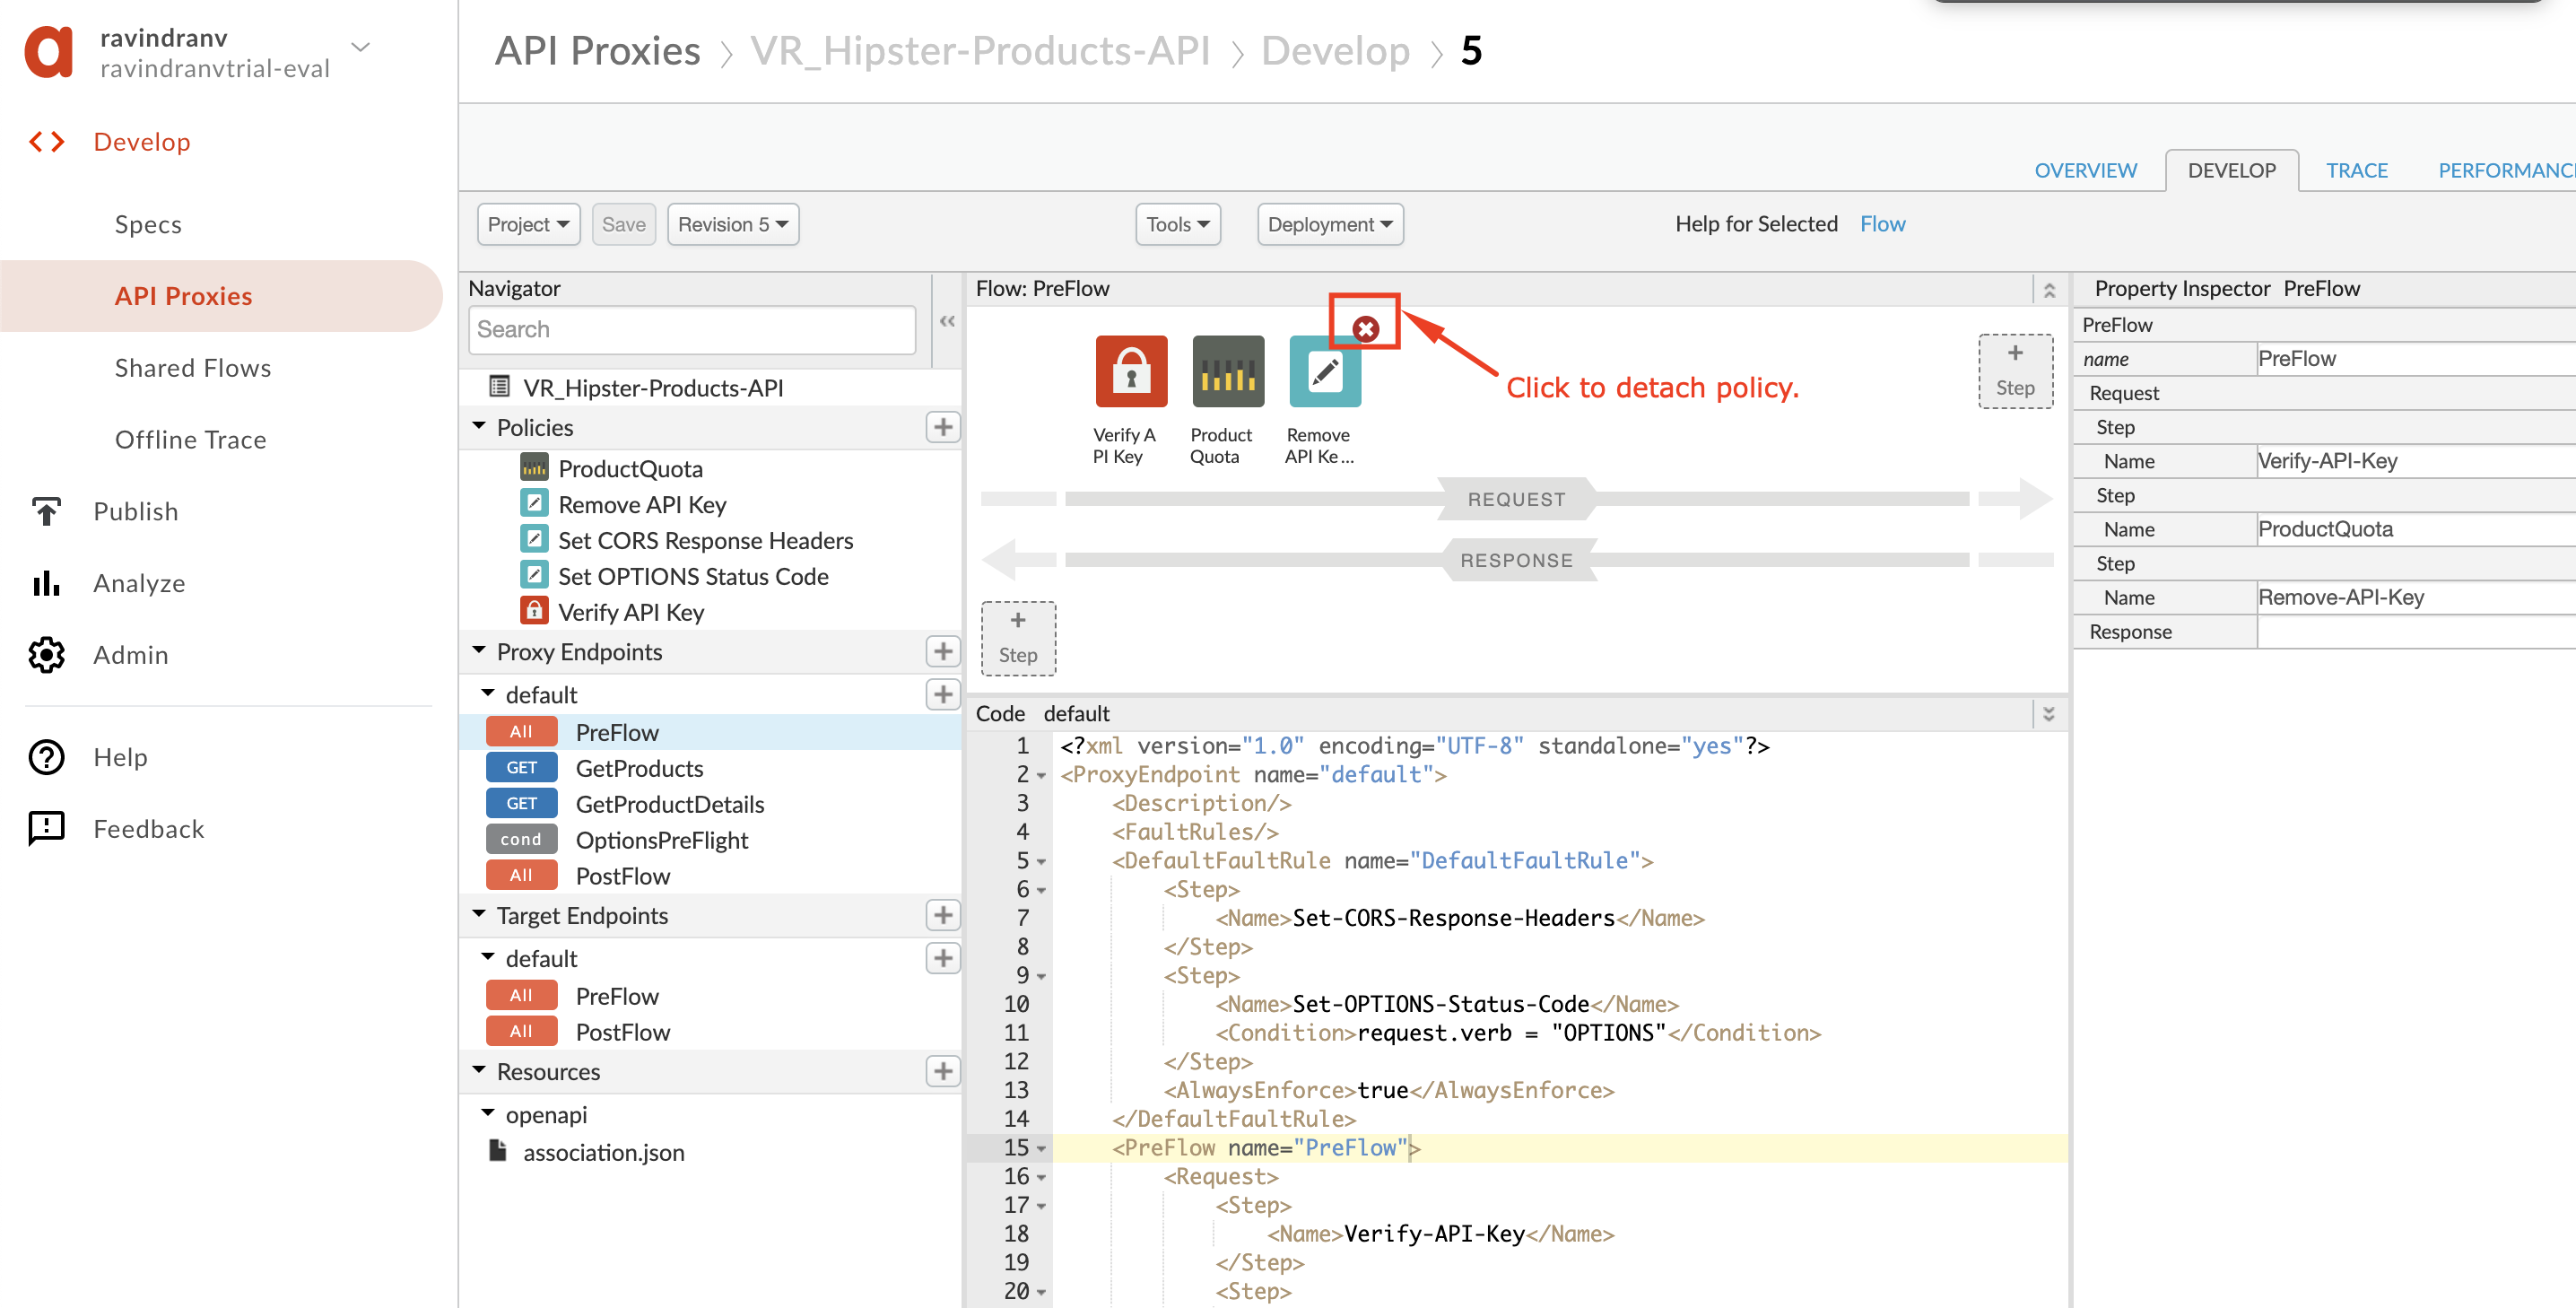 ravindranv
ravindranvtrial-eval
Develop
Specs
API Proxies
Shared Flows
Offline Trace
Publish
Analyze
Admin
Help
Feedback
API Proxies > VR_Hipster-Products-API > Develop > 5
OVERVIEW DEVELOP TRACE PERFORMANC
Project Save Revision 5 Tools Deployment Help for Selected Flow
Navigator
Search
VR_Hipster-Products-API
Policies
ProductQuota
Remove API Key
Set CORS Response Headers
Set OPTIONS Status Code
Verify API Key
Proxy Endpoints
default
All PreFlow
GET GetProducts
GET GetProductDetails
cond OptionsPreFlight
All PostFlow
Target Endpoints
default
All PreFlow
All PostFlow
Resources
openapi
association.json
Flow: PreFlow
Click to detach policy.
+ Step
Verify A
PI Key
Product
Quota
Remove
API Ke...
REQUEST
RESPONSE
+ Step
Code default
1 <?xml version="1.0" encoding="UTF-8" standalone="yes"?>
2 <ProxyEndpoint name="default">
3 <Description/>
4 <FaultRules/>
5 <DefaultFaultRule name="DefaultFaultRule">
6 <Step>
7 <Name>Set-CORS-Response-Headers</Name>
8 </Step>
9 <Step>
10 <Name>Set-OPTIONS-Status-Code</Name>
11 <Condition>request.verb = "OPTIONS"</Condition>
12 </Step>
13 <AlwaysEnforce>true</AlwaysEnforce>
14 </DefaultFaultRule>
15 <PreFlow name="PreFlow">
16 <Request>
17 <Step>
18 <Name>Verify-API-Key</Name>
19 </Step>
20 <Step>
Property Inspector PreFlow
PreFlow
name PreFlow
Request
Step
Name Verify-API-Key
Step
Name ProductQuota
Step
Name Remove-API-Key
Response